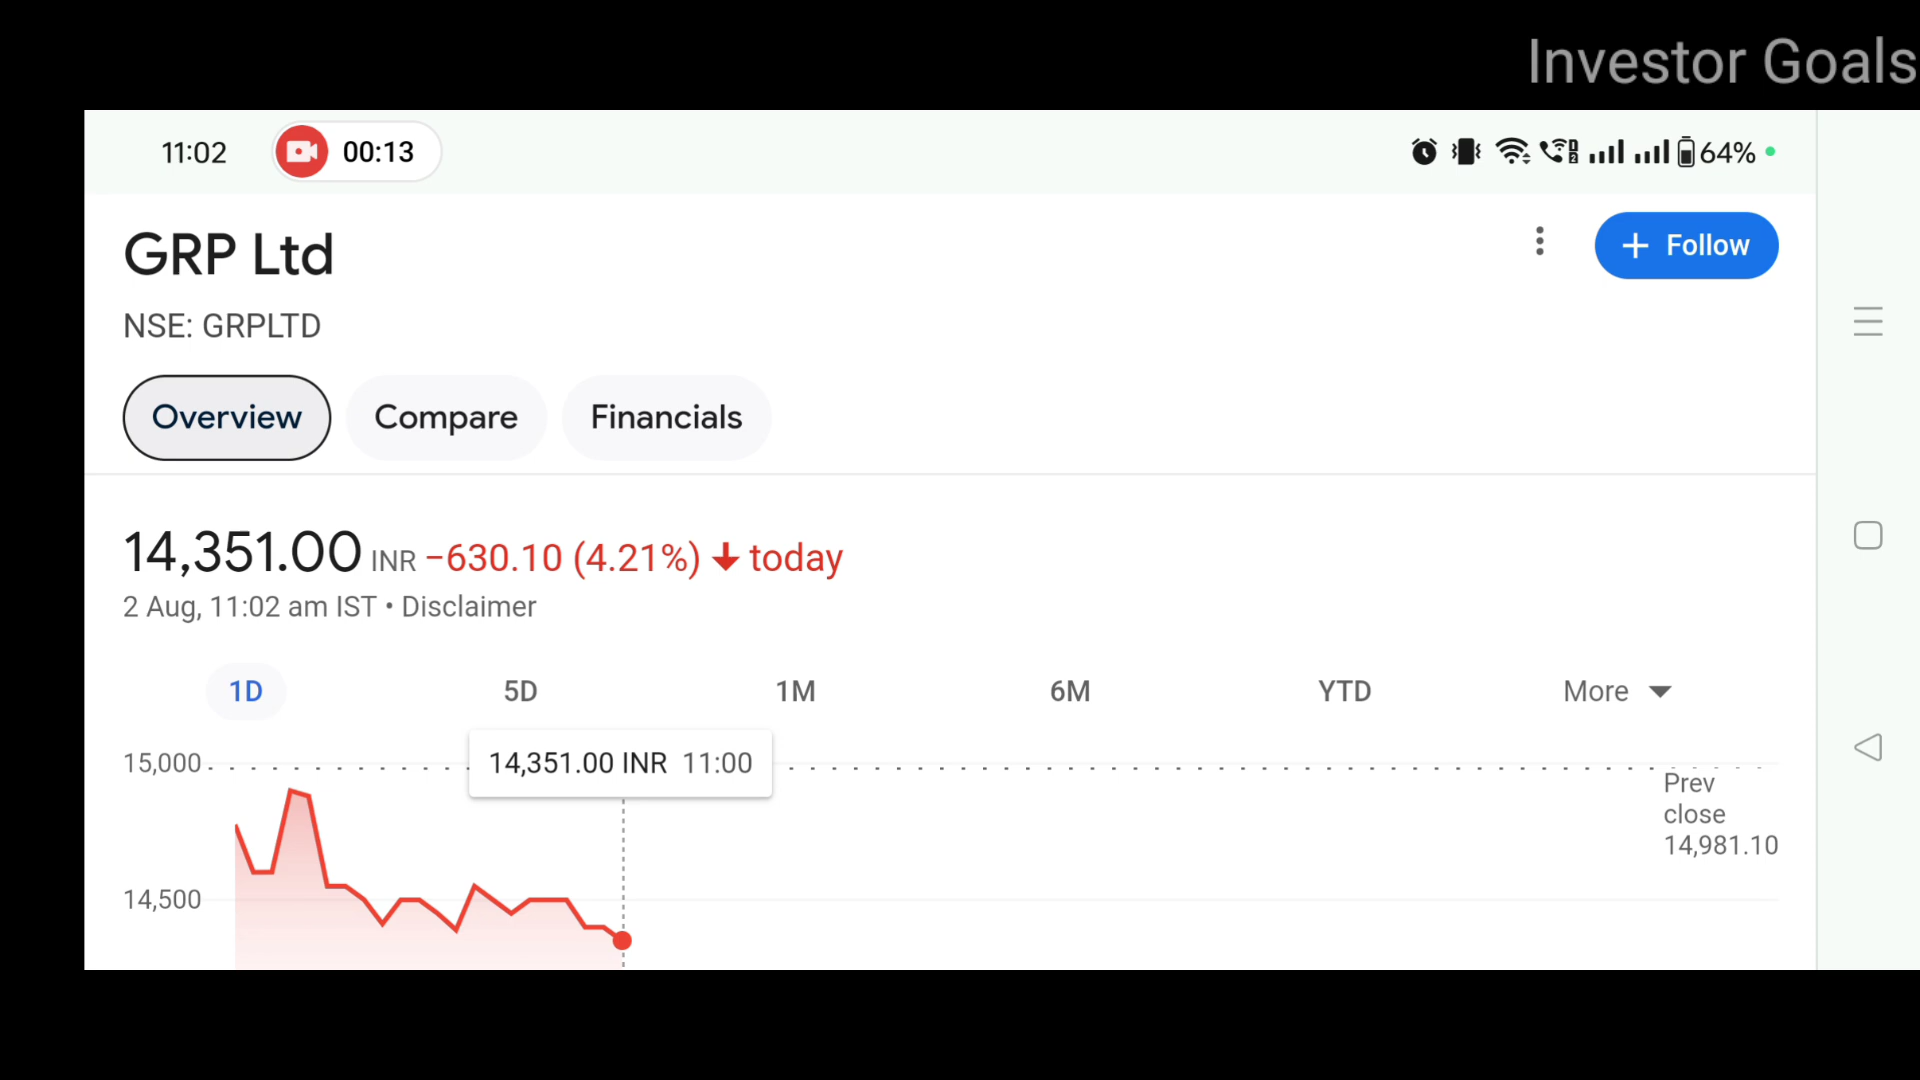 Investor Goals
11:02
00:13
64%
GRP Ltd
Follow
NSE: GRPLTD
Overview Compare Financials
14,351.00 INR −630.10 (4.21%) ↓ today
2 Aug, 11:02 am IST • Disclaimer
1D 5D 1M 6M YTD More
15,000
14,351.00 INR 11:00
Prev
close
14,981.10
14,500